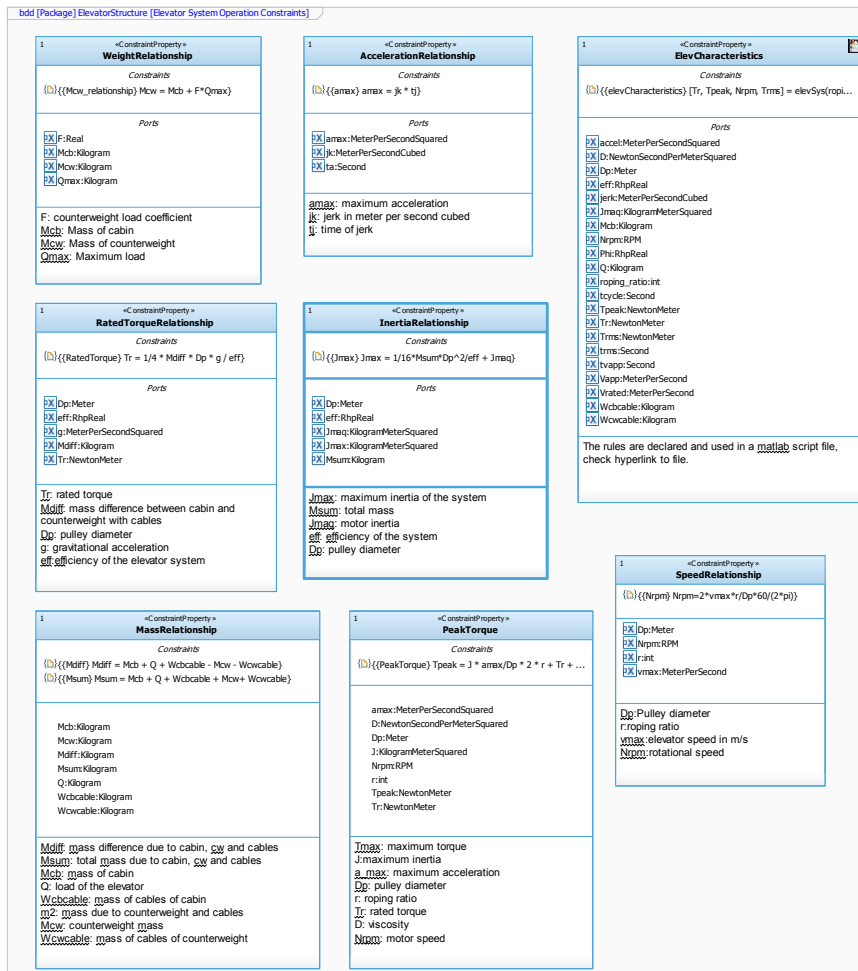 bdd [Package] ElevatorStructure [Elevator System Operation Constraints]
1
«ConstraintProperty»
WeightRelationship
Constraints
{{Mcw_relationship} Mcw = Mcb + F*Qmax}
Ports
F:Real
Mcb:Kilogram
Mcw:Kilogram
Qmax:Kilogram
F: counterweight load coefficient
Mcb: Mass of cabin
Mcw: Mass of counterweight
Qmax: Maximum load
1
«ConstraintProperty»
AccelerationRelationship
Constraints
{{amax} amax = jk * tj}
Ports
amax:MeterPerSecondSquared
jk:MeterPerSecondCubed
ta:Second
amax: maximum acceleration
jk: jerk in meter per second cubed
tj: time of jerk
1
«ConstraintProperty»
ElevCharacteristics
Constraints
{{elevCharacteristics} [Tr, Tpeak, Nrpm, Trms] = elevSys(ropi...
Ports
accel:MeterPerSecondSquared
D:NewtonSecondPerMeterSquared
Dp:Meter
eff:RhpReal
jerk:MeterPerSecondCubed
Jmaq:KilogramMeterSquared
Mcb:Kilogram
Nrpm:RPM
Phi:RhpReal
Q:Kilogram
roping_ratio:int
tcycle:Second
Tpeak:NewtonMeter
Tr:NewtonMeter
Trms:NewtonMeter
trms:Second
tvapp:Second
Vapp:MeterPerSecond
Vrated:MeterPerSecond
Wcbcable:Kilogram
Wcwcable:Kilogram
The rules are declared and used in a matlab script file,
check hyperlink to file.
1
«ConstraintProperty»
RatedTorqueRelationship
Constraints
{{RatedTorque} Tr = 1/4 * Mdiff * Dp * g / eff}
Ports
Dp:Meter
eff:RhpReal
g:MeterPerSecondSquared
Mdiff:Kilogram
Tr:NewtonMeter
Tr: rated torque
Mdiff: mass difference between cabin and
counterweight with cables
Dp: pulley diameter
g: gravitational acceleration
eff:efficiency of the elevator system
1
«ConstraintProperty»
InertiaRelationship
Constraints
{{Jmax} Jmax = 1/16*Msum*Dp^2/eff + Jmaq}
Ports
Dp:Meter
eff:RhpReal
Jmaq:KilogramMeterSquared
Jmax:KilogramMeterSquared
Msum:Kilogram
Jmax: maximum inertia of the system
Msum: total mass
Jmaq: motor inertia
eff: efficiency of the system
Dp: pulley diameter
1
«ConstraintProperty»
SpeedRelationship
{{Nrpm} Nrpm=2*vmax*r/Dp*60/(2*pi)}
Dp:Meter
Nrpm:RPM
r:int
vmax:MeterPerSecond
Dp:Pulley diameter
r:roping ratio
vmax:elevator speed in m/s
Nrpm:rotational speed
1
«ConstraintProperty»
MassRelationship
Constraints
{{Mdiff} Mdiff = Mcb + Q + Wcbcable - Mcw - Wcwcable}
{{Msum} Msum = Mcb + Q + Wcbcable + Mcw+ Wcwcable}
Mcb:Kilogram
Mcw:Kilogram
Mdiff:Kilogram
Msum:Kilogram
Q:Kilogram
Wcbcable:Kilogram
Wcwcable:Kilogram
Mdiff: mass difference due to cabin, cw and cables
Msum: total mass due to cabin, cw and cables
Mcb: mass of cabin
Q: load of the elevator
Wcbcable: mass of cables of cabin
m2: mass due to counterweight and cables
Mcw: counterweight mass
Wcwcable: mass of cables of counterweight
1
«ConstraintProperty»
PeakTorque
Constraints
{{PeakTorque} Tpeak = J * amax/Dp * 2 * r + Tr + ...
amax:MeterPerSecondSquared
D:NewtonSecondPerMeterSquared
Dp:Meter
J:KilogramMeterSquared
Nrpm:RPM
r:int
Tpeak:NewtonMeter
Tr:NewtonMeter
Tmax: maximum torque
J:maximum inertia
a_max: maximum acceleration
Dp: pulley diameter
r: roping ratio
Tr: rated torque
D: viscosity
Nrpm: motor speed